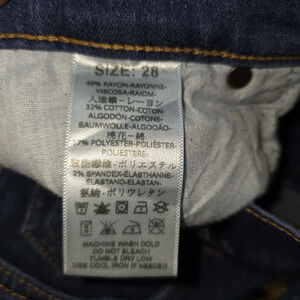 SIZE: 28
49% RAYON-RAYONNE-
VISCOSA-RAIOM-
人造絲-レーヨン
32% COTTON-COTON-
ALGODÓN-COTONE-
BAUMWOLLE-ALGODÃO-
棉花-綿
17% POLYESTER-POLIÉSTER-
POLIESTERE-
聚酯纖維-ポリエステル
2% SPANDEX-ÉLASTHANNE-
ELASTANO-ELASTAN-
氨綸-ポリウレタン
MACHINE WASH COLD
DO NOT BLEACH
TUMBLE DRY LOW
USE COOL IRON IF NEEDED